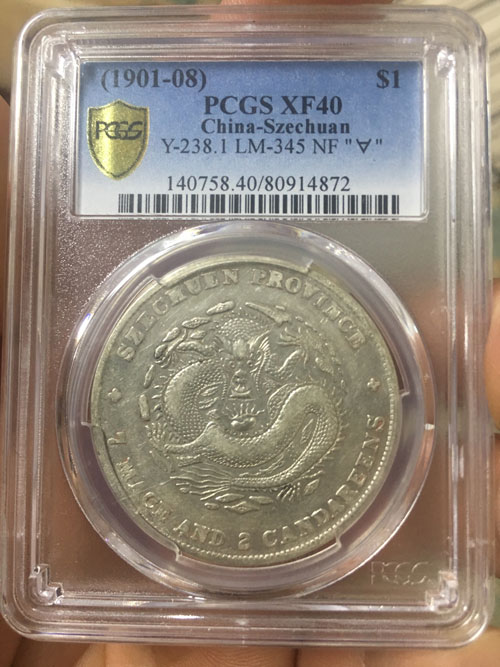 (1901-08) $1
PCGS XF40
China-Szechuan
Y-238.1 LM-345 NF "∀"
140758.40/80914872
PCGS
SZECHUEN PROVINCE
7 MACE AND 2 CANDAREENS
PCGS